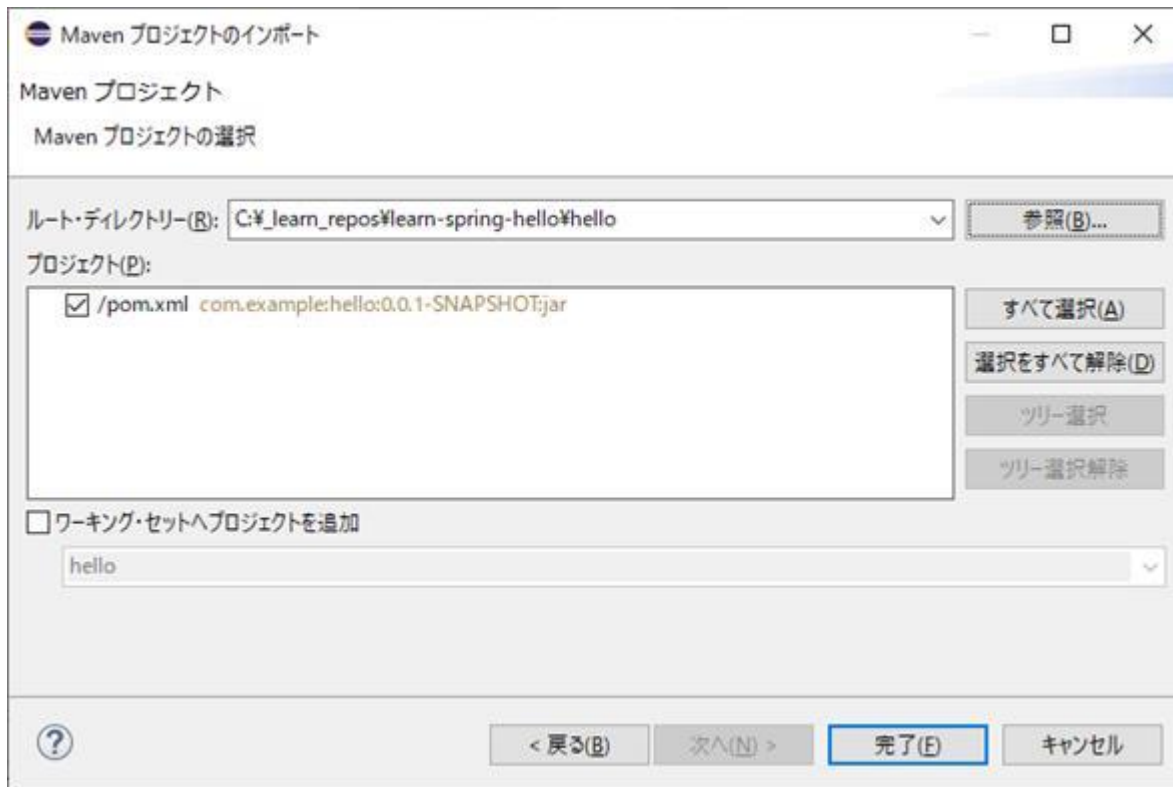 Maven プロジェクトのインポート
Maven プロジェクト
Maven プロジェクトの選択
ルート・ディレクトリー(R): C:¥_learn_repos¥learn-spring-hello¥hello 参照(B)...
プロジェクト(P):
/pom.xml com.example:hello:0.0.1-SNAPSHOT:jar
すべて選択(A)
選択をすべて解除(D)
ツリー選択
ツリー選択解除
ワーキング・セットへプロジェクトを追加
hello
? < 戻る(B) 次へ(N) > 完了(F) キャンセル